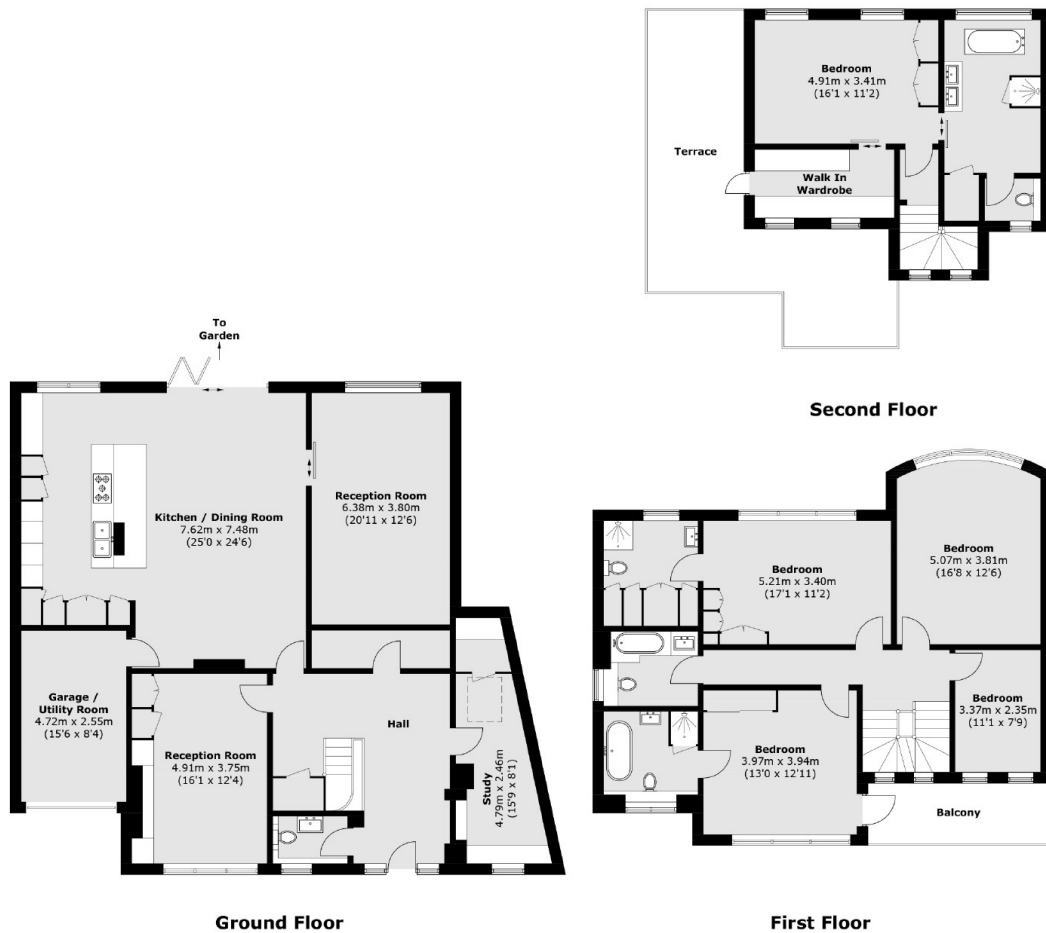 Bedroom
4.91m x 3.41m
(16'1 x 11'2)
Terrace
Walk In
Wardrobe
Second Floor
To
Garden
Kitchen / Dining Room
7.62m x 7.48m
(25'0 x 24'6)
Reception Room
6.38m x 3.80m
(20'11 x 12'6)
Garage /
Utility Room
4.72m x 2.55m
(15'6 x 8'4)
Reception Room
4.91m x 3.75m
(16'1 x 12'4)
Hall
Study
4.79m x 2.46m
(15'9 x 8'1)
Ground Floor
Bedroom
5.07m x 3.81m
(16'8 x 12'6)
Bedroom
5.21m x 3.40m
(17'1 x 11'2)
Bedroom
3.37m x 2.35m
(11'1 x 7'9)
Bedroom
3.97m x 3.94m
(13'0 x 12'11)
Balcony
First Floor